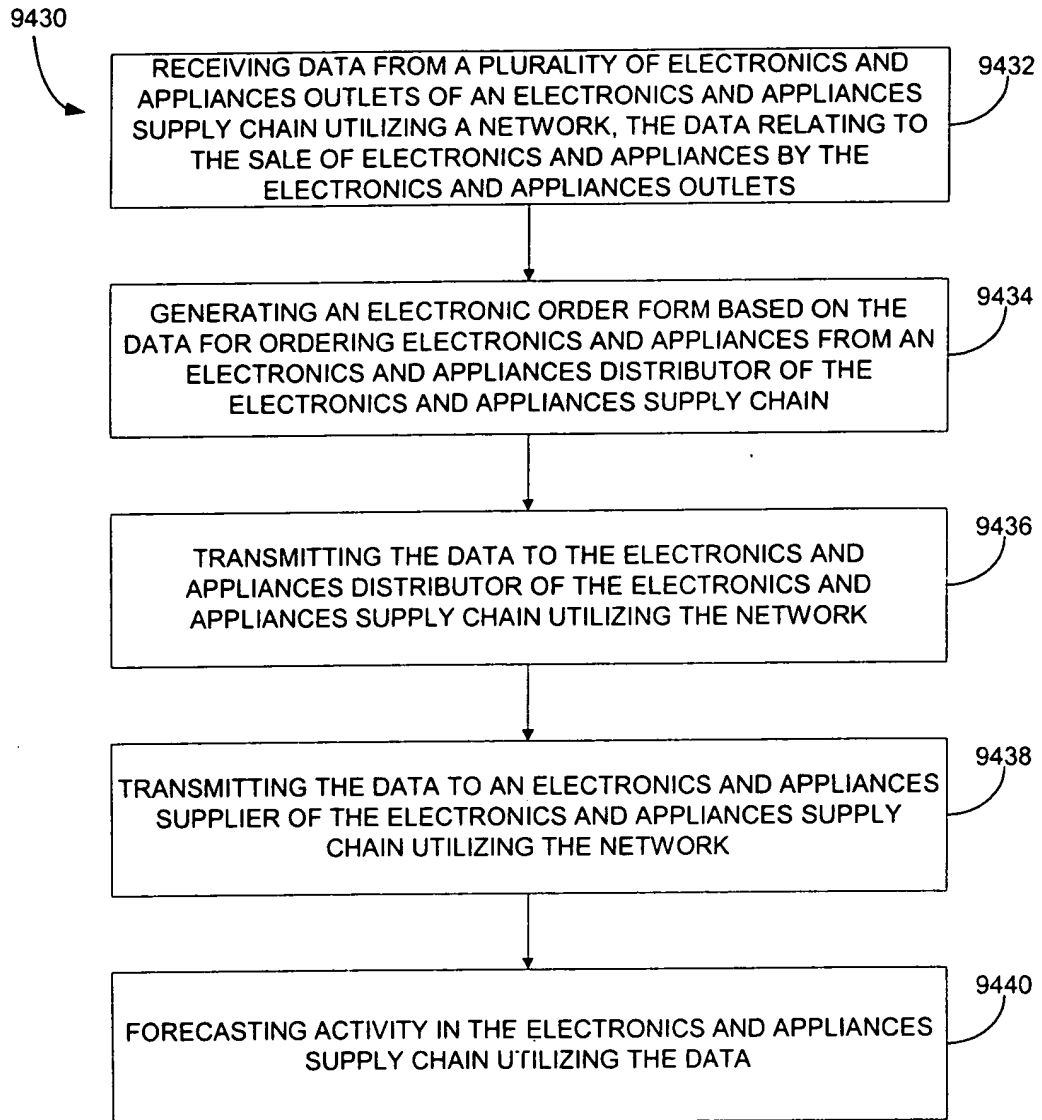 9430
RECEIVING DATA FROM A PLURALITY OF ELECTRONICS AND
APPLIANCES OUTLETS OF AN ELECTRONICS AND APPLIANCES
SUPPLY CHAIN UTILIZING A NETWORK, THE DATA RELATING TO
THE SALE OF ELECTRONICS AND APPLIANCES BY THE
ELECTRONICS AND APPLIANCES OUTLETS
9432
GENERATING AN ELECTRONIC ORDER FORM BASED ON THE
DATA FOR ORDERING ELECTRONICS AND APPLIANCES FROM AN
ELECTRONICS AND APPLIANCES DISTRIBUTOR OF THE
ELECTRONICS AND APPLIANCES SUPPLY CHAIN
9434
TRANSMITTING THE DATA TO THE ELECTRONICS AND
APPLIANCES DISTRIBUTOR OF THE ELECTRONICS AND
APPLIANCES SUPPLY CHAIN UTILIZING THE NETWORK
9436
TRANSMITTING THE DATA TO AN ELECTRONICS AND APPLIANCES
SUPPLIER OF THE ELECTRONICS AND APPLIANCES SUPPLY
CHAIN UTILIZING THE NETWORK
9438
FORECASTING ACTIVITY IN THE ELECTRONICS AND APPLIANCES
SUPPLY CHAIN UTILIZING THE DATA
9440